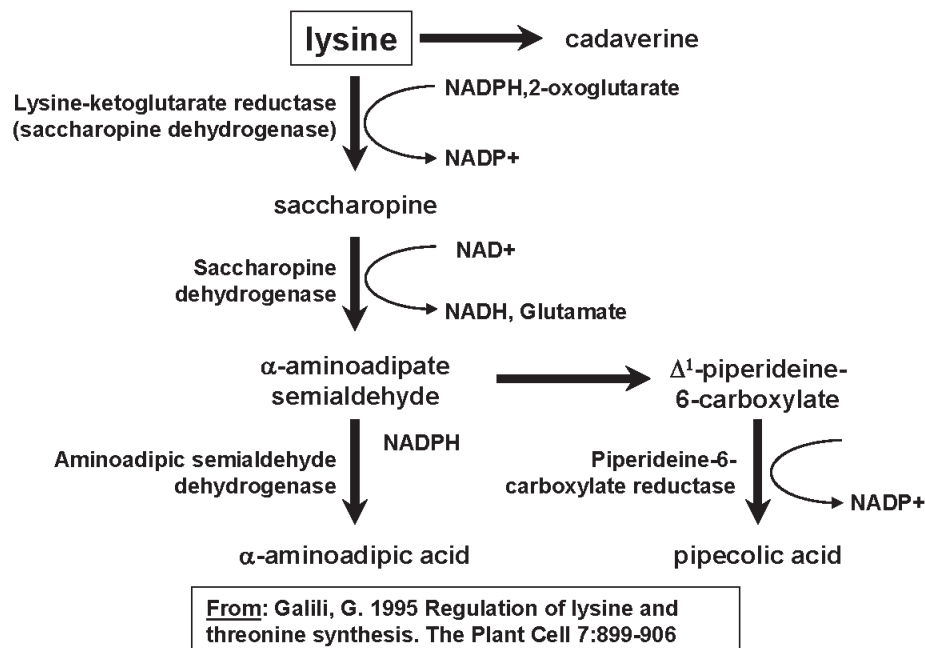 lysine
cadaverine
Lysine-ketoglutarate reductase
(saccharopine dehydrogenase)
NADPH,2-oxoglutarate
NADP+
saccharopine
Saccharopine
dehydrogenase
NAD+
NADH, Glutamate
α-aminoadipate
semialdehyde
Δ¹-piperideine-
6-carboxylate
Aminoadipic semialdehyde
dehydrogenase
NADPH
Piperideine-6-
carboxylate reductase
NADP+
α-aminoadipic acid
pipecolic acid
From: Galili, G. 1995 Regulation of lysine and
threonine synthesis. The Plant Cell 7:899-906